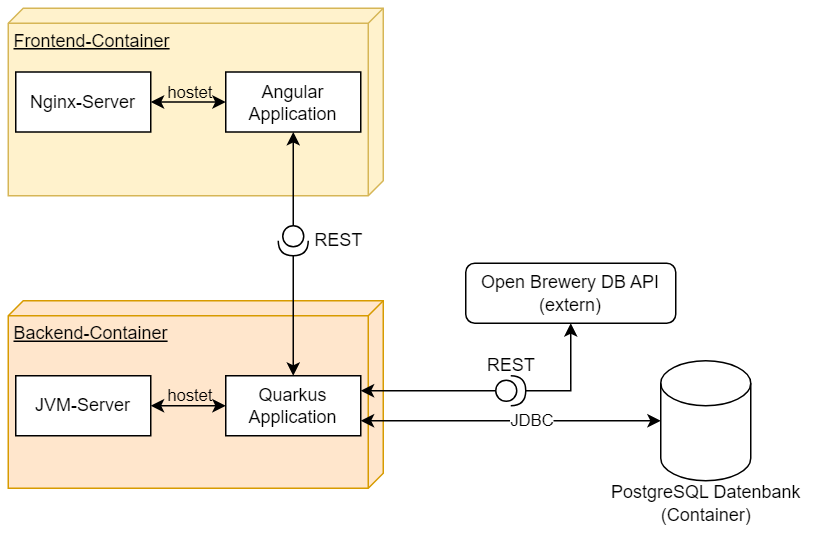 Frontend-Container
Nginx-Server
hostet
Angular
Application
REST
Open Brewery DB API
(extern)
Backend-Container
REST
JVM-Server
hostet
Quarkus
Application
JDBC
PostgreSQL Datenbank
(Container)